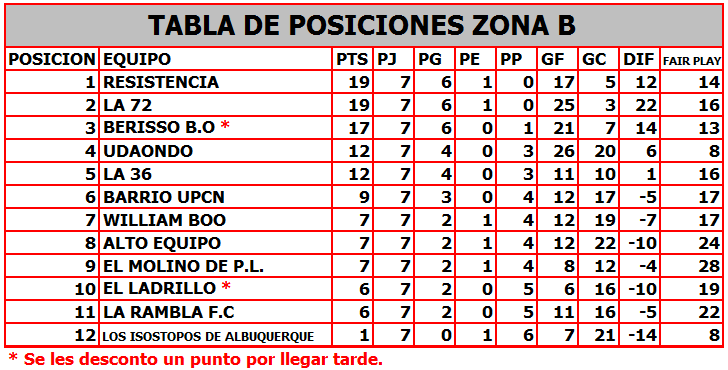 TABLA DE POSICIONES ZONA B
POSICION EQUIPO PTS PJ PG PE PP GF GC DIF FAIR PLAY
1 RESISTENCIA 19 7 6 1 0 17 5 12 14
2 LA 72 19 7 6 1 0 25 3 22 16
3 BERISSO B.O * 17 7 6 0 1 21 7 14 13
4 UDAONDO 12 7 4 0 3 26 20 6 8
5 LA 36 12 7 4 0 3 11 10 1 16
6 BARRIO UPCN 9 7 3 0 4 12 17 -5 17
7 WILLIAM BOO 7 7 2 1 4 12 19 -7 17
8 ALTO EQUIPO 7 7 2 1 4 12 22 -10 24
9 EL MOLINO DE P.L. 7 7 2 1 4 8 12 -4 28
10 EL LADRILLO * 6 7 2 0 5 6 16 -10 19
11 LA RAMBLA F.C 6 7 2 0 5 11 16 -5 22
12 LOS ISOSTOPOS DE ALBUQUERQUE 1 7 0 1 6 7 21 -14 8
* Se les desconto un punto por llegar tarde.